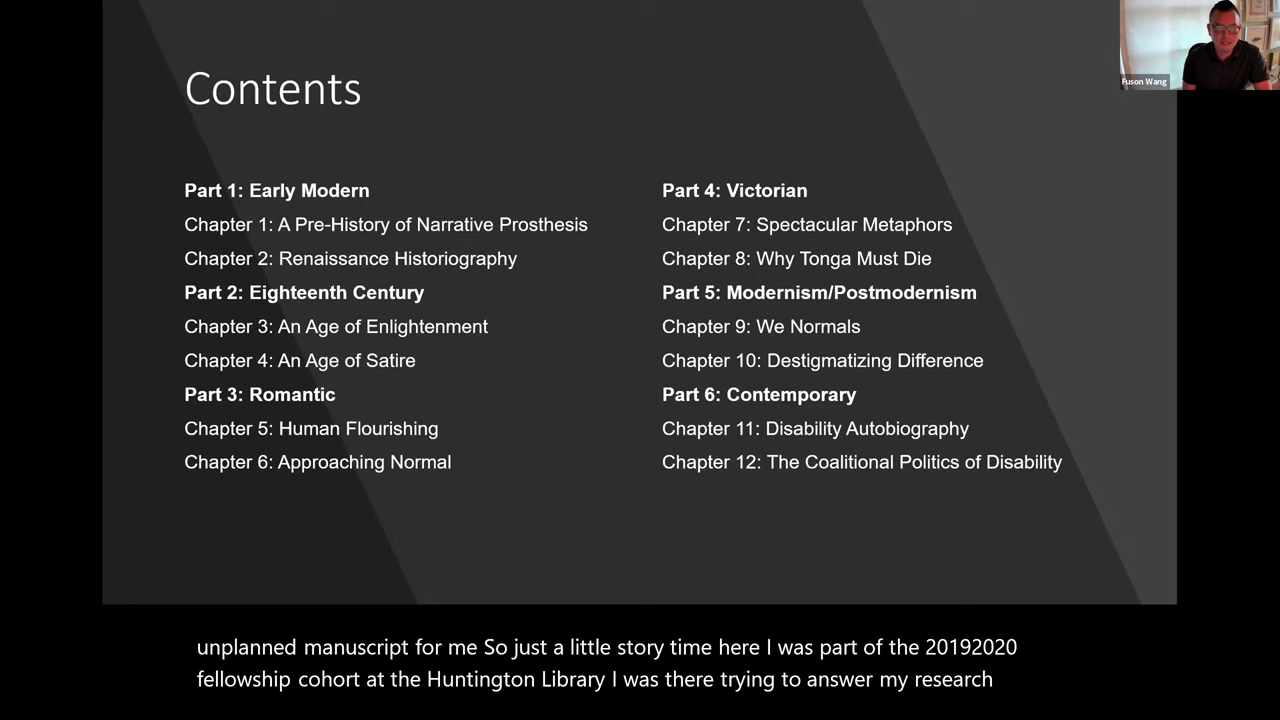 Contents
Part 1: Early Modern
Chapter 1: A Pre-History of Narrative Prosthesis
Chapter 2: Renaissance Historiography
Part 2: Eighteenth Century
Chapter 3: An Age of Enlightenment
Chapter 4: An Age of Satire
Part 3: Romantic
Chapter 5: Human Flourishing
Chapter 6: Approaching Normal
Part 4: Victorian
Chapter 7: Spectacular Metaphors
Chapter 8: Why Tonga Must Die
Part 5: Modernism/Postmodernism
Chapter 9: We Normals
Chapter 10: Destigmatizing Difference
Part 6: Contemporary
Chapter 11: Disability Autobiography
Chapter 12: The Coalitional Politics of Disability
Fuson Wang
unplanned manuscript for me So just a little story time here I was part of the 20192020
fellowship cohort at the Huntington Library I was there trying to answer my research